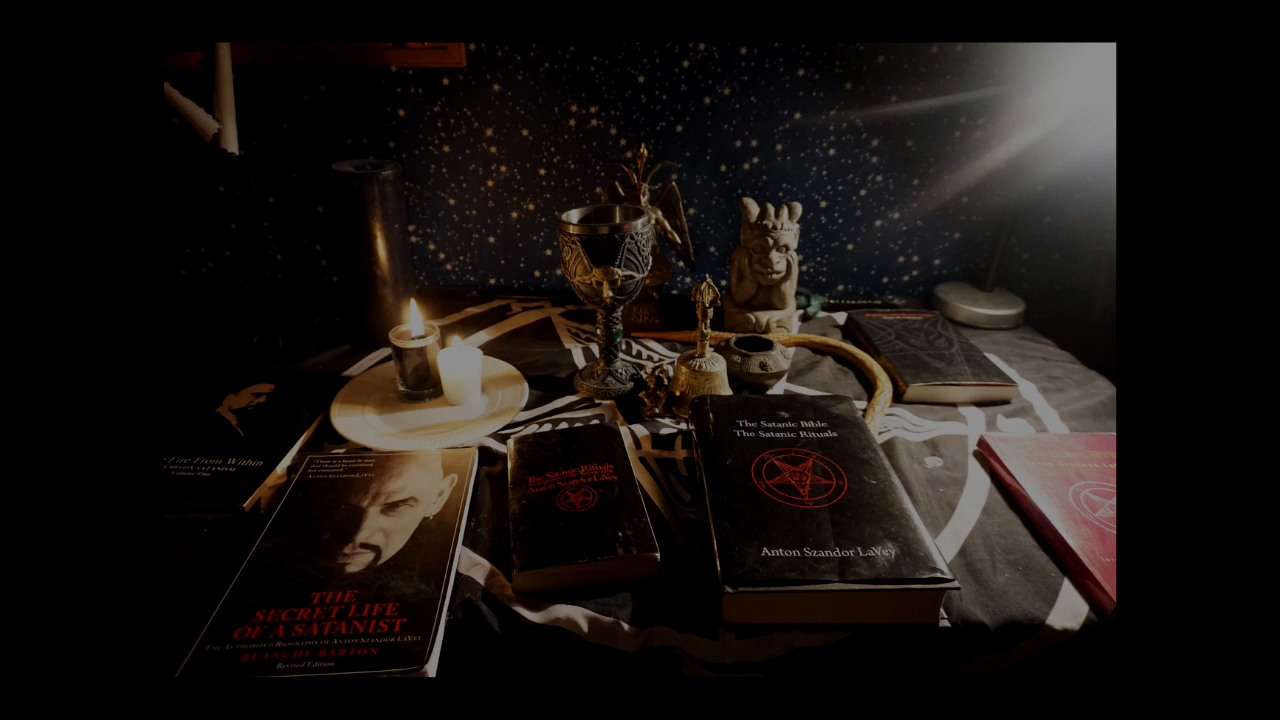 The Satanic Bible
The Satanic Rituals
Anton Szandor LaVey
The Satanic Rituals
Anton Szandor LaVey
Fire From Within
"There is a beast in man
that should be exercised,
not exorcised."
Anton Szandor LaVey
THE
SECRET LIFE
OF A SATANIST
The Authorized Biography of Anton Szandor LaVey
BLANCHE BARTON
Revised Edition